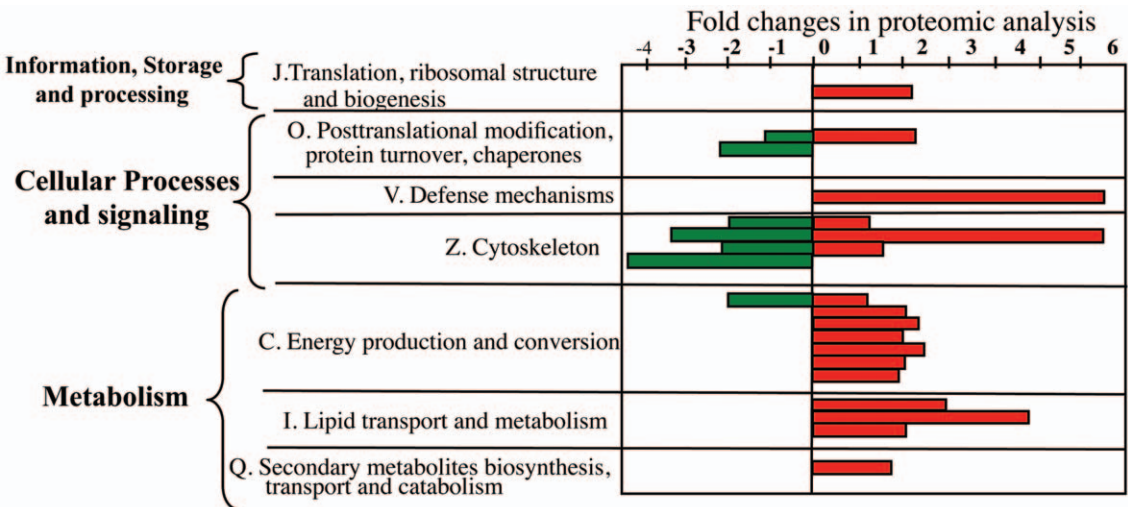 Fold changes in proteomic analysis
-4 -3 -2 -1 0 1 2 3 4 5 6
Information, Storage
and processing
J.Translation, ribosomal structure
and biogenesis
Cellular Processes
and signaling
O. Posttranslational modification,
protein turnover, chaperones
V. Defense mechanisms
Z. Cytoskeleton
Metabolism
C. Energy production and conversion
I. Lipid transport and metabolism
Q. Secondary metabolites biosynthesis,
transport and catabolism